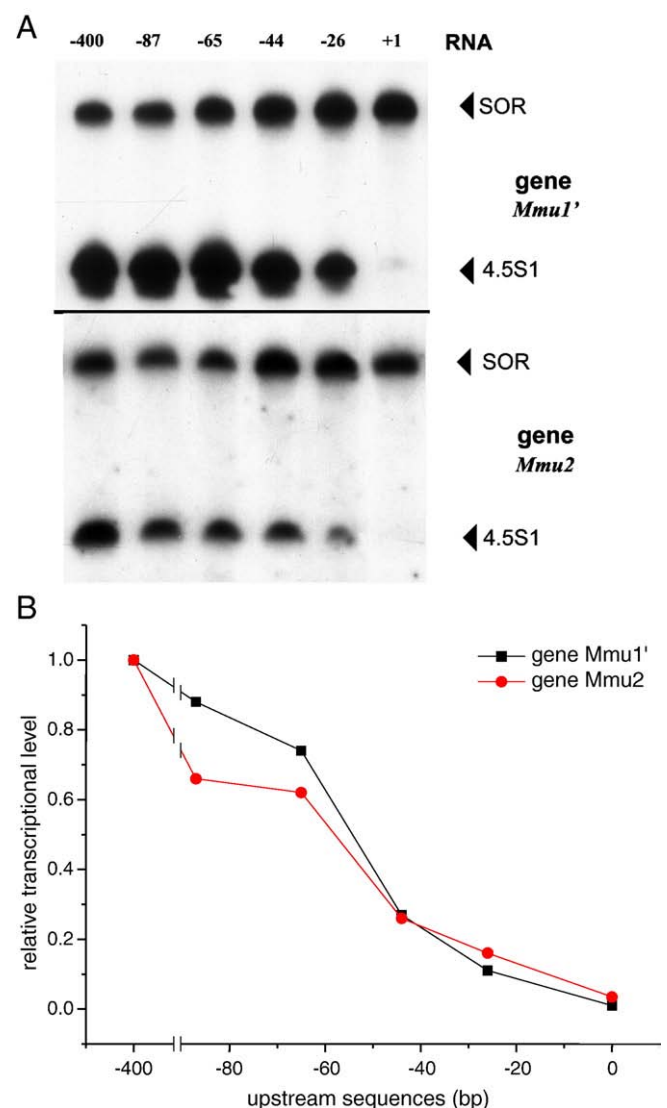 A
-400 -87 -65 -44 -26 +1 RNA
SOR
gene
Mmu1'
4.5S1
SOR
gene
Mmu2
4.5S1
B
gene Mmu1'
gene Mmu2
1.0
0.8
0.6
0.4
0.2
0.0
relative transcriptional level
-400 -80 -60 -40 -20 0
upstream sequences (bp)